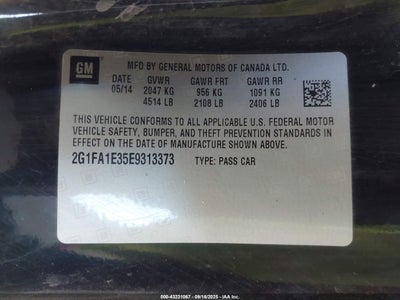 GM
MFD BY GENERAL MOTORS OF CANADA LTD.
DATE GVWR GAWR FRT GAWR RR
05/14 2047 KG 956 KG 1091 KG
4514 LB 2108 LB 2406 LB
THIS VEHICLE CONFORMS TO ALL APPLICABLE U.S. FEDERAL MOTOR
VEHICLE SAFETY, BUMPER, AND THEFT PREVENTION STANDARDS IN
EFFECT ON THE DATE OF MANUFACTURE SHOWN ABOVE.
2G1FA1E35E9313373 TYPE: PASS CAR
000-43231067 (09/16/2025) - IAA Inc.